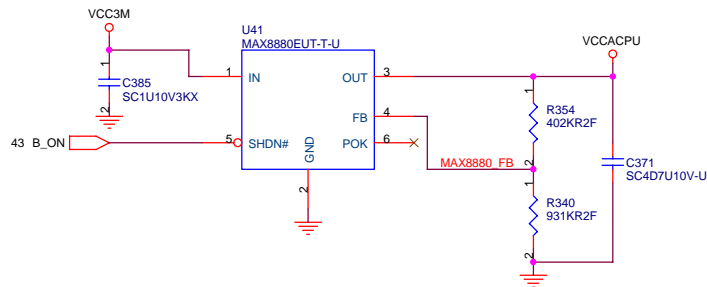 VCC3M
U41
MAX8880EUT-T-U
VCCACPU
1
C385
SC1U10V3KX
2
1
IN
OUT
3
FB
4
43 B_ON
5
SHDN#
POK
6
GND
2
1
R354
402KR2F
2
MAX8880_FB
C371
SC4D7U10V-U
1
R340
931KR2F
2